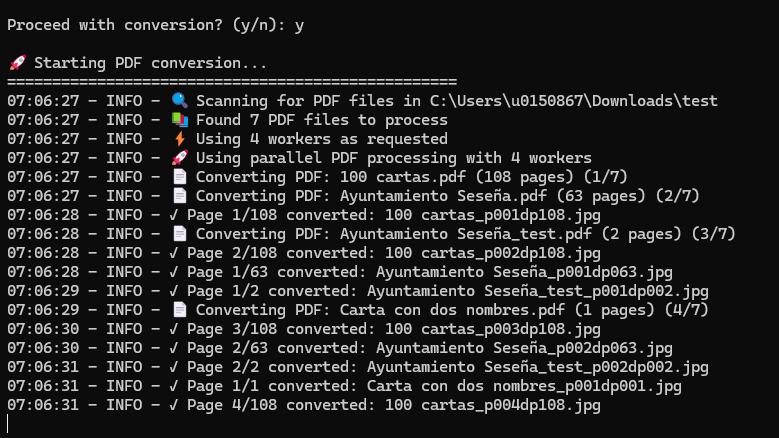 Proceed with conversion? (y/n): y
🚀 Starting PDF conversion...
==================================================
07:06:27 - INFO - 🔍 Scanning for PDF files in C:\Users\u0150867\Downloads\test
07:06:27 - INFO - 📚 Found 7 PDF files to process
07:06:27 - INFO - ⚡ Using 4 workers as requested
07:06:27 - INFO - 🚀 Using parallel PDF processing with 4 workers
07:06:27 - INFO - 📄 Converting PDF: 100 cartas.pdf (108 pages) (1/7)
07:06:27 - INFO - 📄 Converting PDF: Ayuntamiento Seseña.pdf (63 pages) (2/7)
07:06:28 - INFO - ✓ Page 1/108 converted: 100 cartas_p001dp108.jpg
07:06:28 - INFO - 📄 Converting PDF: Ayuntamiento Seseña_test.pdf (2 pages) (3/7)
07:06:28 - INFO - ✓ Page 2/108 converted: 100 cartas_p002dp108.jpg
07:06:28 - INFO - ✓ Page 1/63 converted: Ayuntamiento Seseña_p001dp063.jpg
07:06:29 - INFO - ✓ Page 1/2 converted: Ayuntamiento Seseña_test_p001dp002.jpg
07:06:29 - INFO - 📄 Converting PDF: Carta con dos nombres.pdf (1 pages) (4/7)
07:06:30 - INFO - ✓ Page 3/108 converted: 100 cartas_p003dp108.jpg
07:06:30 - INFO - ✓ Page 2/63 converted: Ayuntamiento Seseña_p002dp063.jpg
07:06:31 - INFO - ✓ Page 2/2 converted: Ayuntamiento Seseña_test_p002dp002.jpg
07:06:31 - INFO - ✓ Page 1/1 converted: Carta con dos nombres_p001dp001.jpg
07:06:31 - INFO - ✓ Page 4/108 converted: 100 cartas_p004dp108.jpg